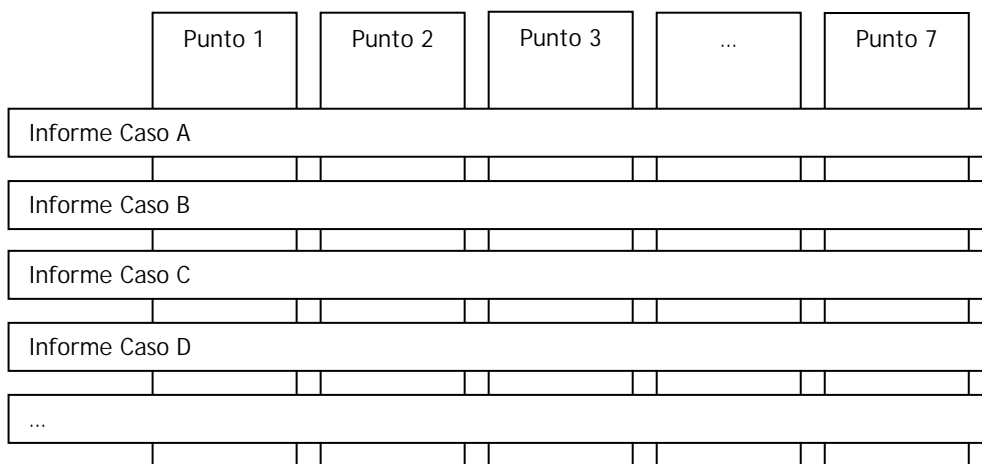 Punto 1 Punto 2 Punto 3 ... Punto 7
Informe Caso A
Informe Caso B
Informe Caso C
Informe Caso D
...